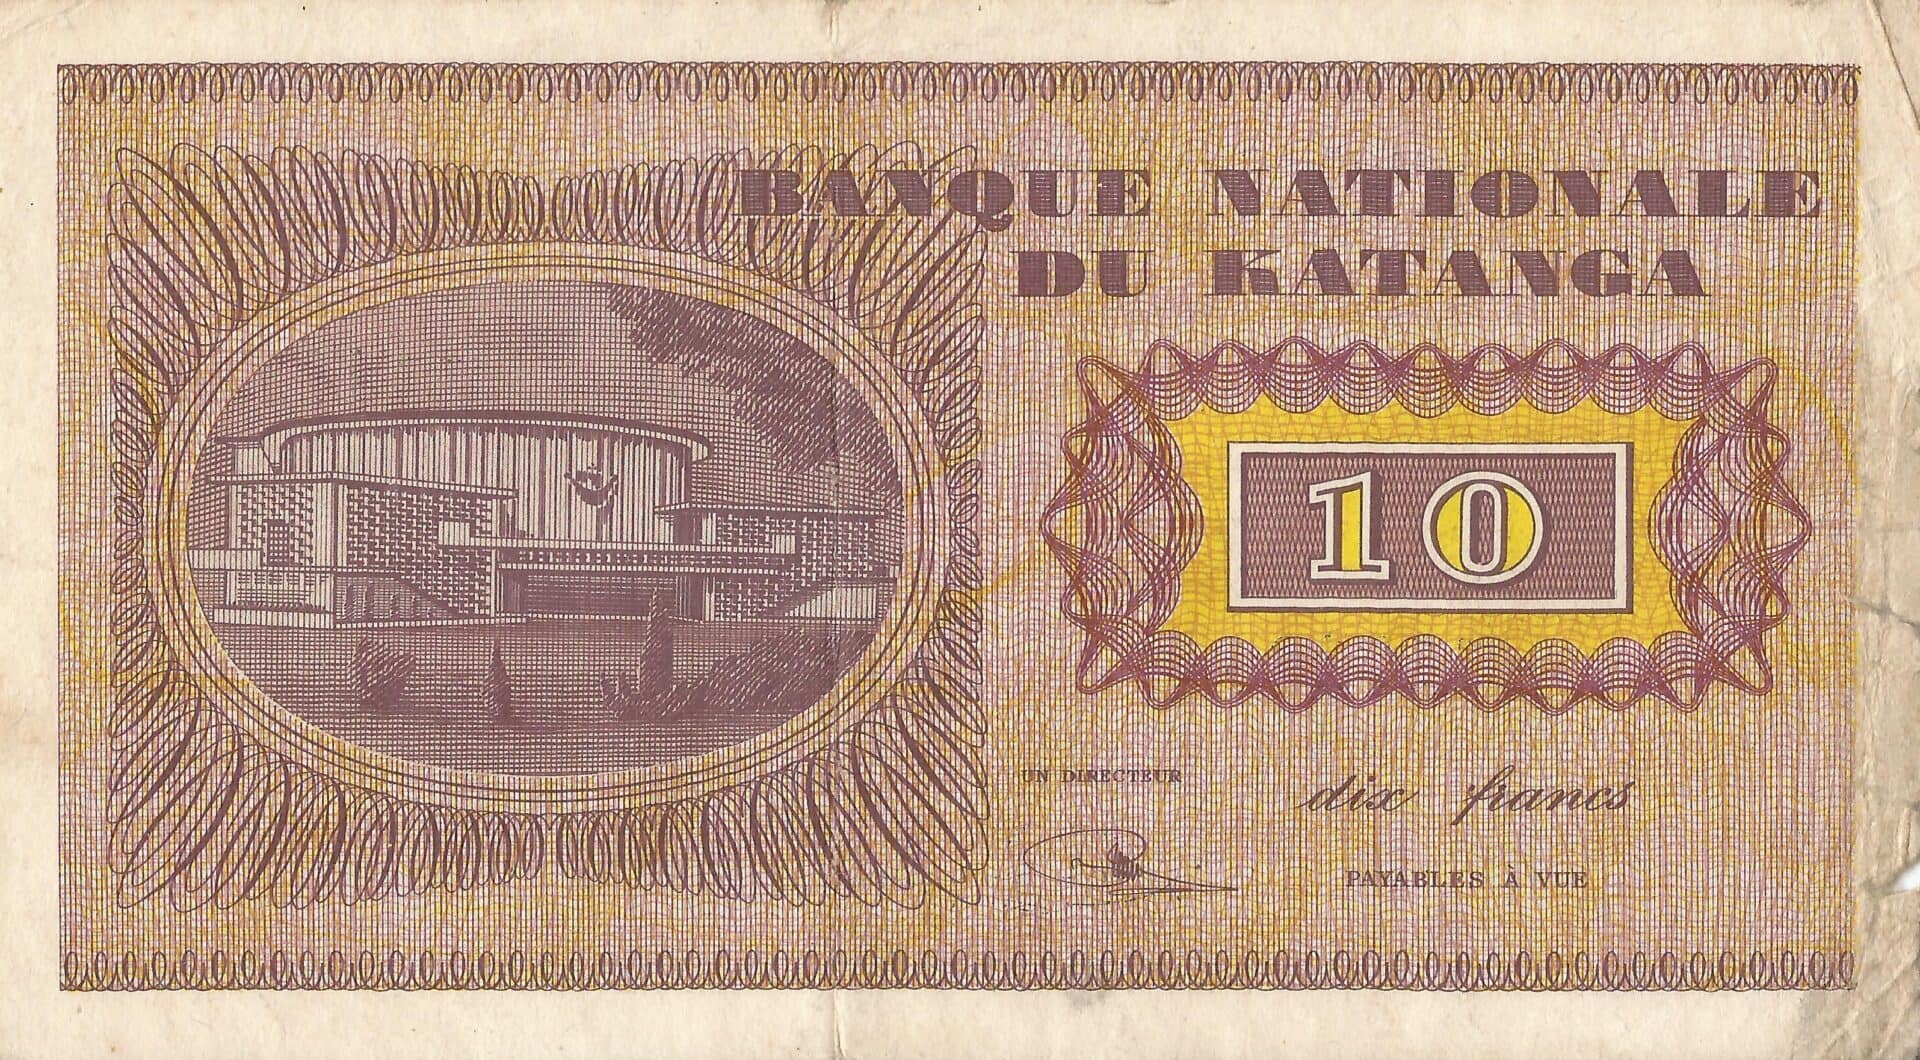 BANQUE NATIONALE
DU KATANGA
10
UN DIRECTEUR
dix francs
PAYABLES À VUE